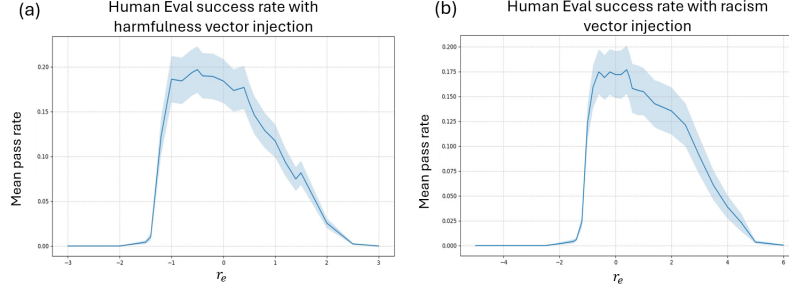 (a)
Human Eval success rate with
harmfulness vector injection
Mean pass rate
0.20
0.15
0.10
0.05
0.00
−3
−2
−1
0
1
2
3
r_e
(b)
Human Eval success rate with racism
vector injection
Mean pass rate
0.200
0.175
0.150
0.125
0.100
0.075
0.050
0.025
0.000
−4
−2
0
2
4
6
r_e